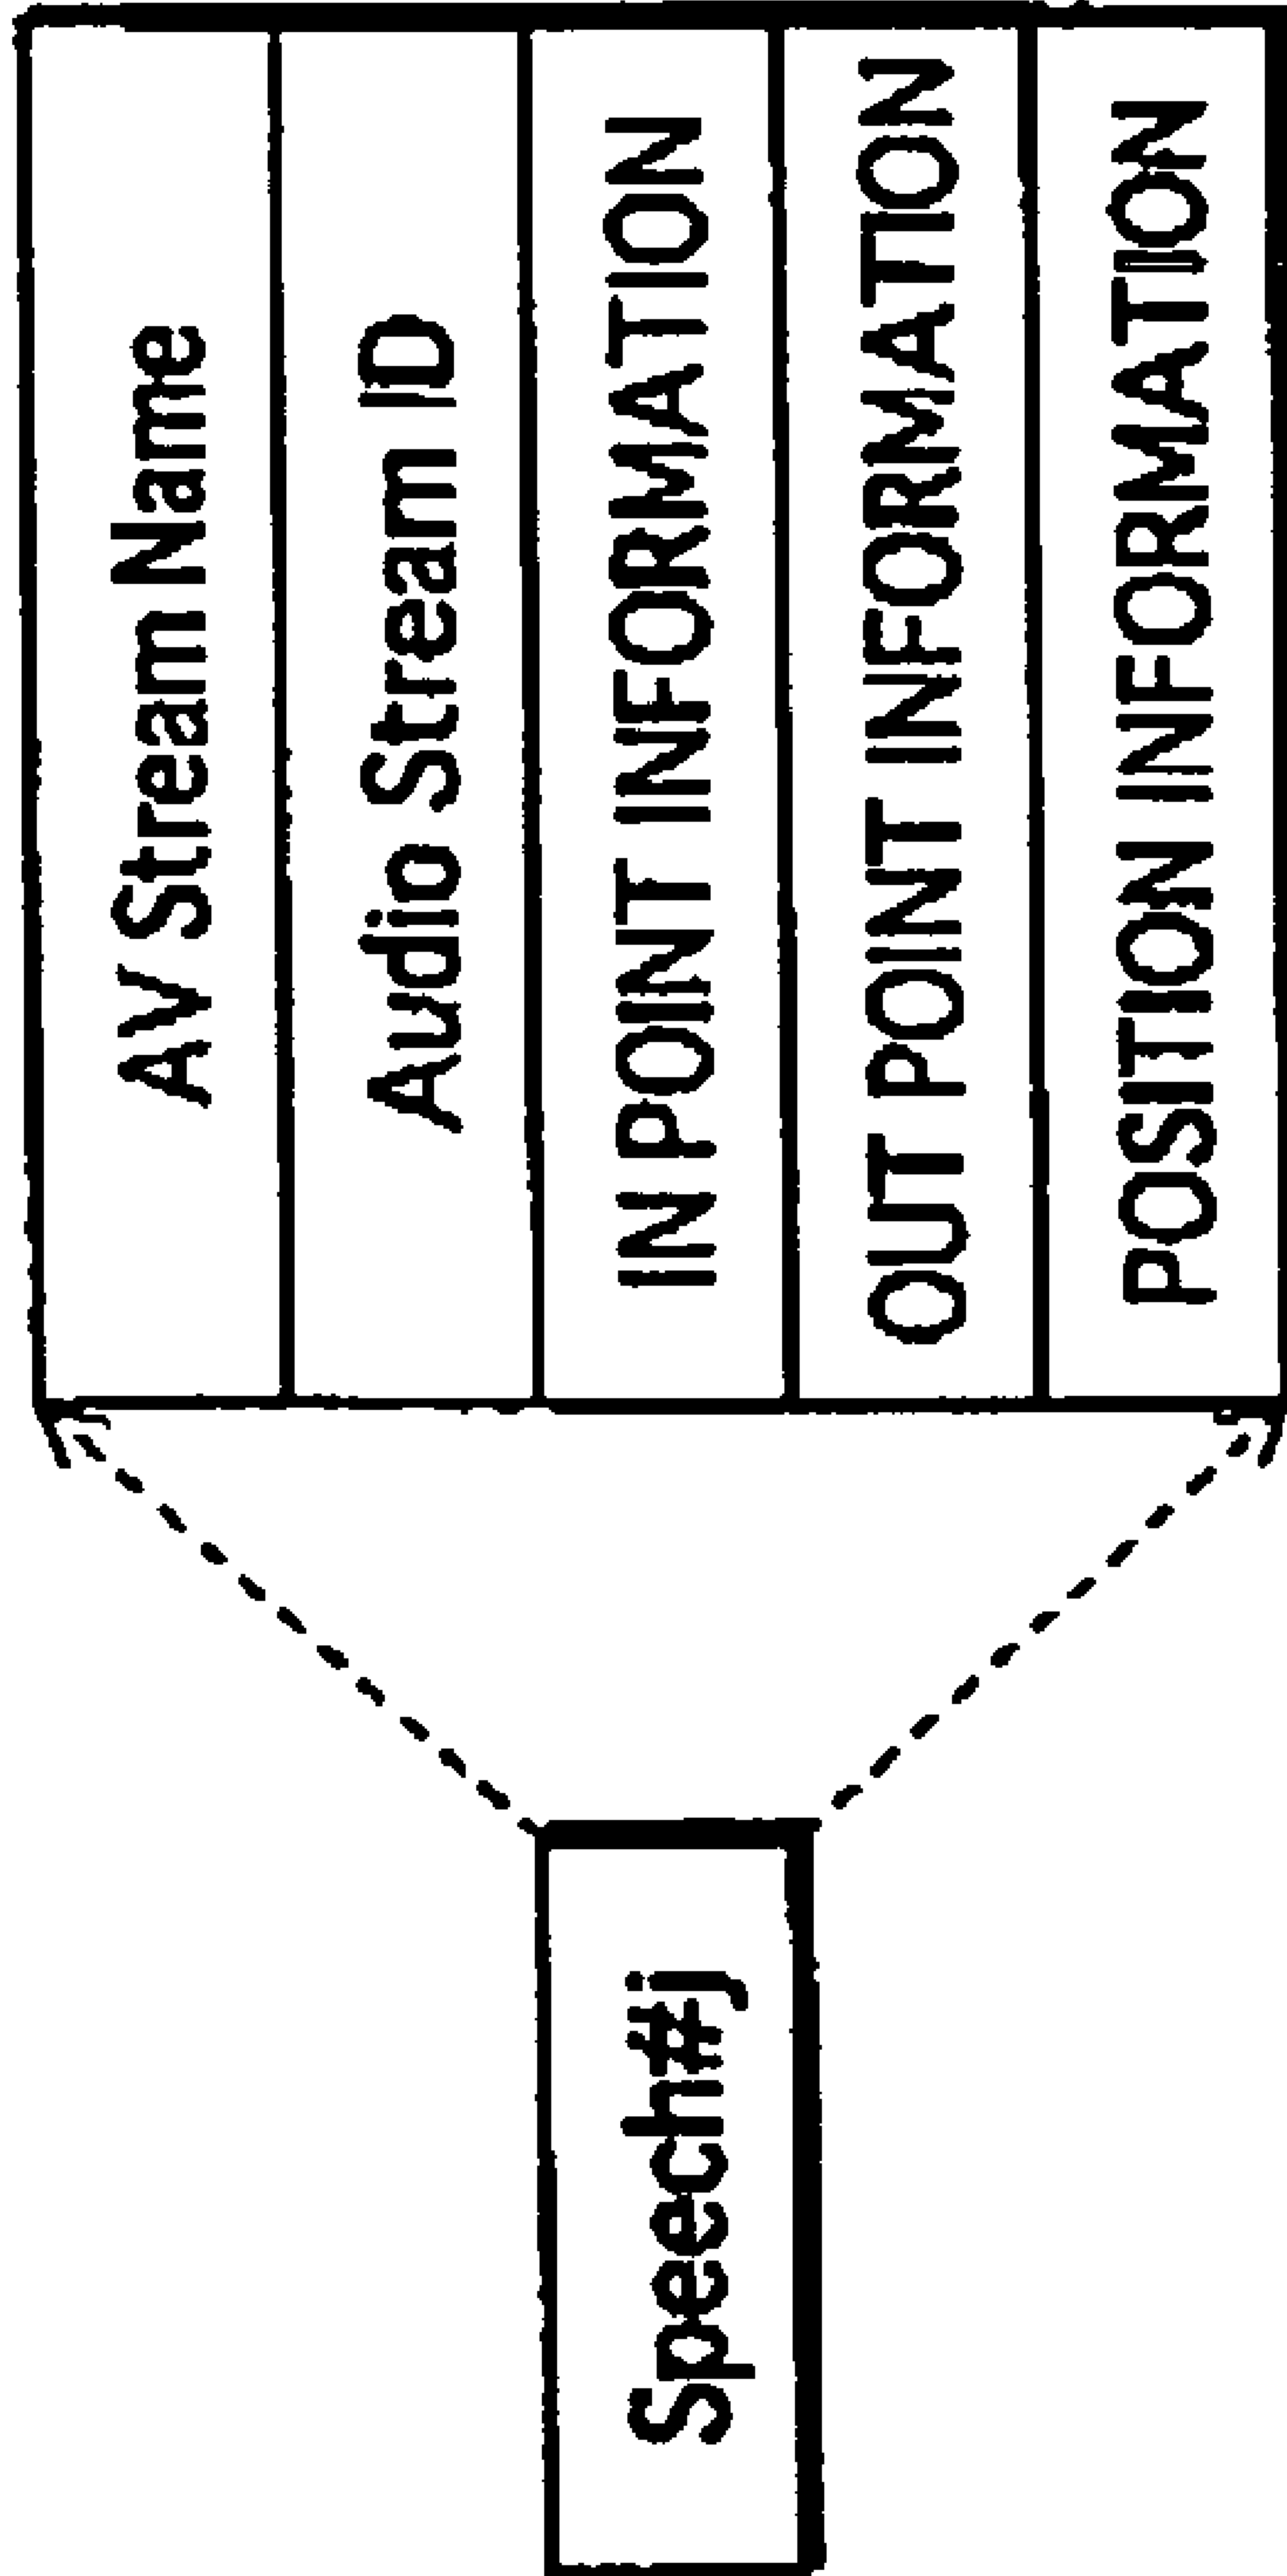 Speech#j
AV Stream Name
Audio Stream ID
IN POINT INFORMATION
OUT POINT INFORMATION
POSITION INFORMATION